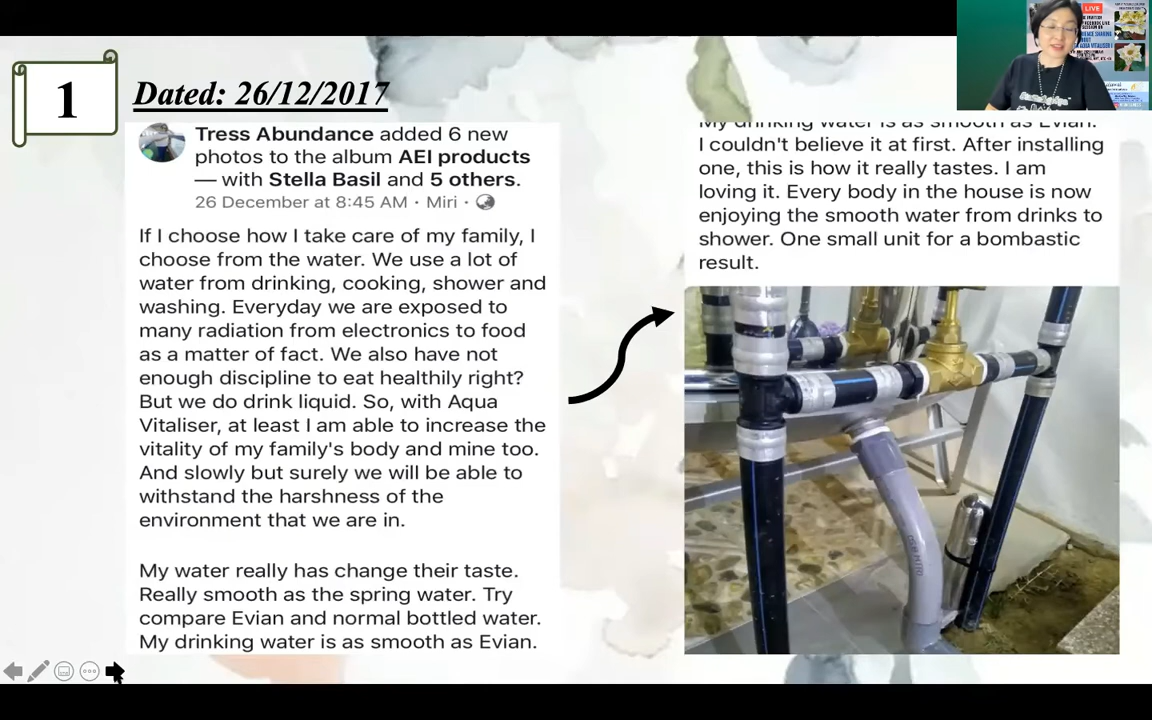 1
Dated: 26/12/2017
Tress Abundance added 6 new
photos to the album AEI products
— with Stella Basil and 5 others.
26 December at 8:45 AM · Miri ·
If I choose how I take care of my family, I
choose from the water. We use a lot of
water from drinking, cooking, shower and
washing. Everyday we are exposed to
many radiation from electronics to food
as a matter of fact. We also have not
enough discipline to eat healthily right?
But we do drink liquid. So, with Aqua
Vitaliser, at least I am able to increase the
vitality of my family's body and mine too.
And slowly but surely we will be able to
withstand the harshness of the
environment that we are in.
My water really has change their taste.
Really smooth as the spring water. Try
compare Evian and normal bottled water.
My drinking water is as smooth as Evian.
My drinking water is as smooth as Evian.
I couldn't believe it at first. After installing
one, this is how it really tastes. I am
loving it. Every body in the house is now
enjoying the smooth water from drinks to
shower. One small unit for a bombastic
result.
LIVE